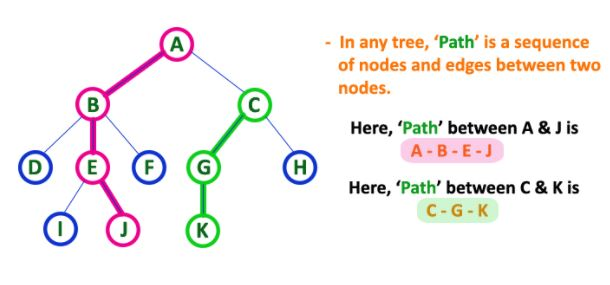 A
B
C
D
E
F
G
H
I
J
K
- In any tree, ‘Path’ is a sequence
of nodes and edges between two
nodes.
Here, ‘Path’ between A & J is
A - B - E - J
Here, ‘Path’ between C & K is
C - G - K